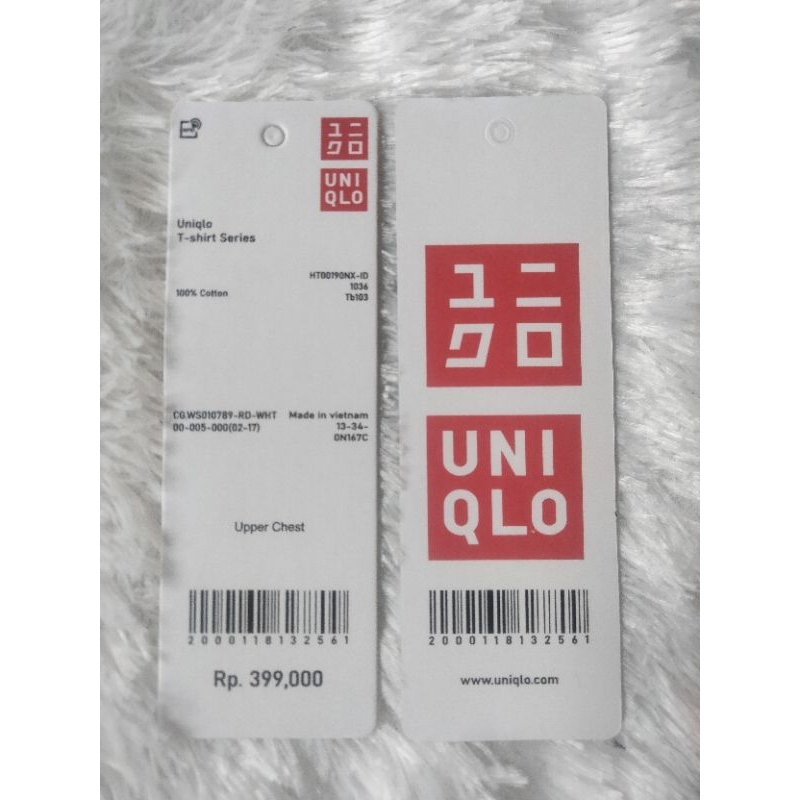 ユニ
クロ
UNI
QLO
Uniqlo
T-shirt Series
HT00790NX-ID
100% Cotton
1036
Tb103
CG.WS010789-RD-WHT
00-005-000(02-17)
Made in vietnam
13-34-
0N167C
Upper Chest
2000118132561
Rp. 399,000
ユニ
クロ
UNI
QLO
2000118132561
www.uniqlo.com